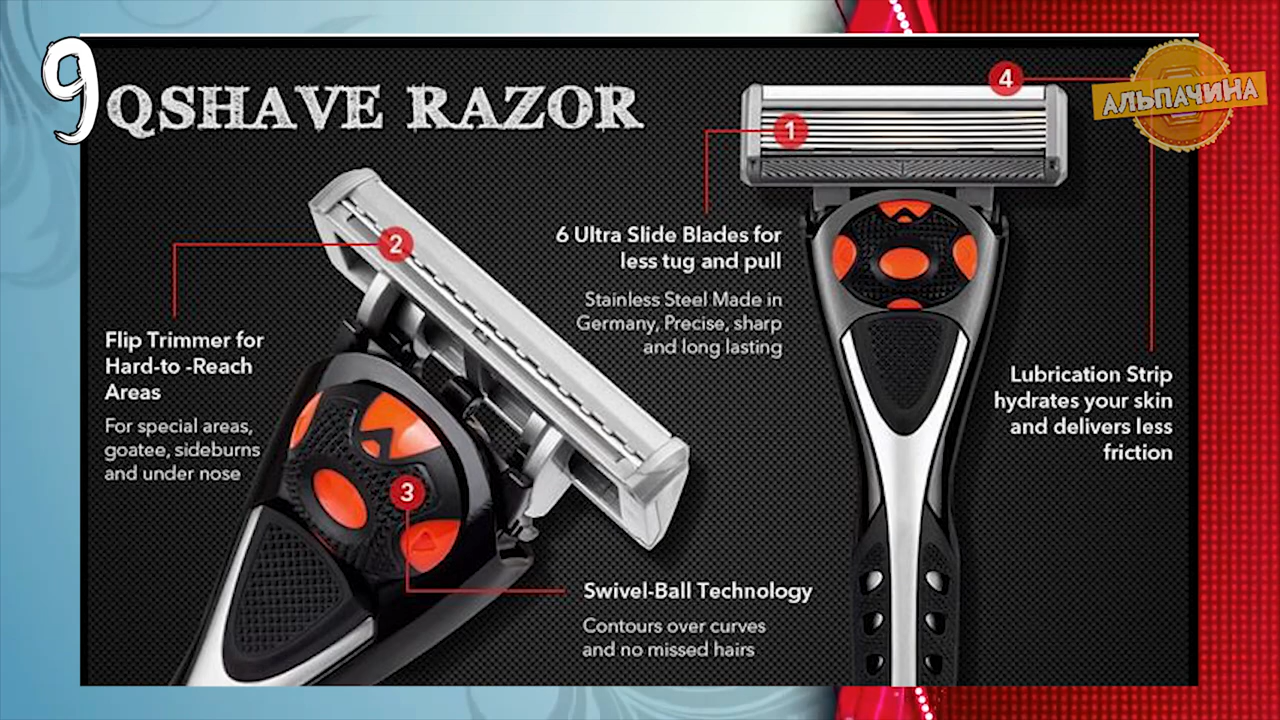 9
QSHAVE RAZOR
4
АЛЬПАЧИНА
1
6 Ultra Slide Blades for
less tug and pull
Stainless Steel Made in
Germany, Precise, sharp
and long lasting
2
Flip Trimmer for
Hard-to -Reach
Areas
For special areas,
goatee, sideburns
and under nose
Lubrication Strip
hydrates your skin
and delivers less
friction
3
Swivel-Ball Technology
Contours over curves
and no missed hairs